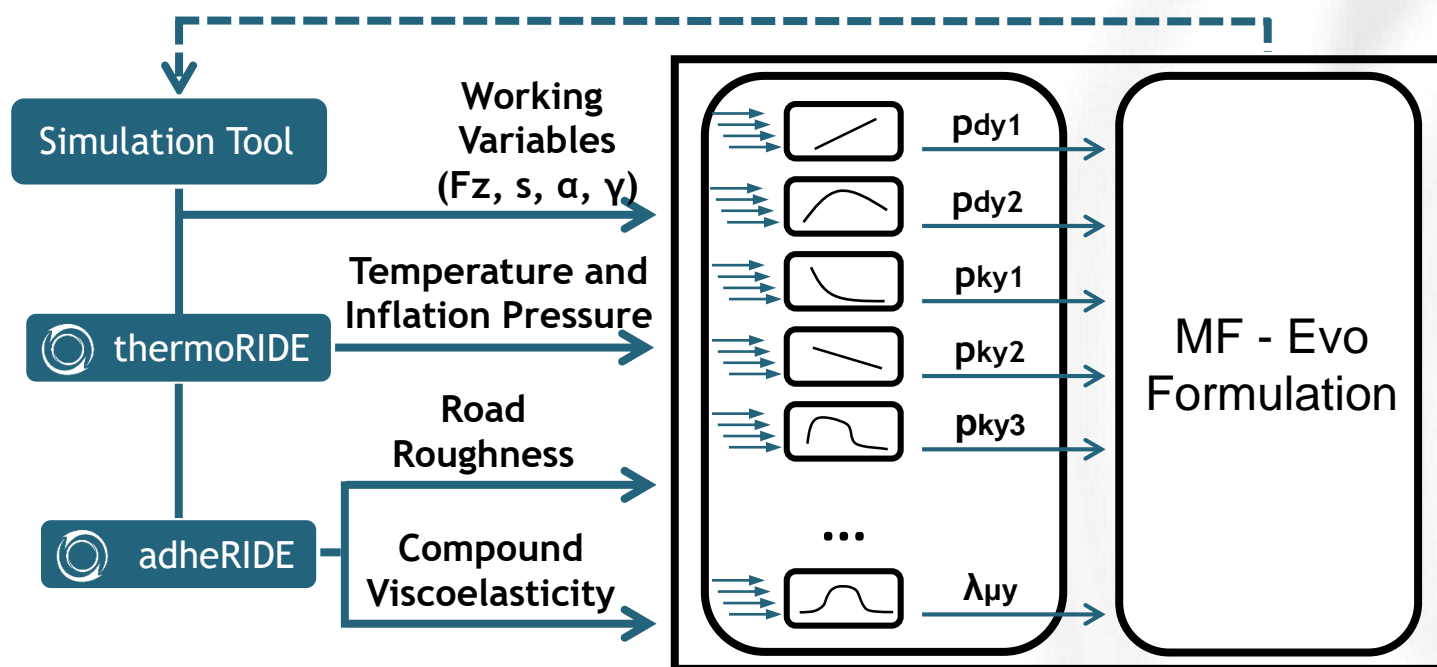 Simulation Tool
Working
Variables
(Fz, s, α, γ)
Temperature and
Inflation Pressure
thermoRIDE
Road
Roughness
adheRIDE
Compound
Viscoelasticity
pdy1
pdy2
pky1
pky2
pky3
...
λμy
MF - Evo
Formulation